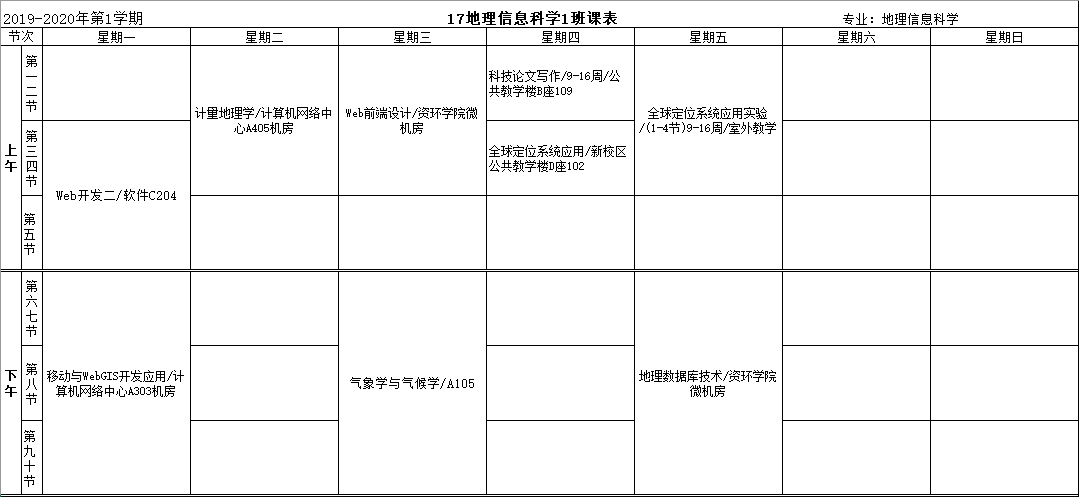 2019-2020年第1学期 17地理信息科学1班课表 专业: 地理信息科学
节次 星期一 星期二 星期三 星期四 星期五 星期六 星期日
上午
第一二节
计量地理学/计算机网络中
心A405机房
Web前端设计/资环学院微
机房
科技论文写作/9-16周/公
共教学楼B座109
全球定位系统应用实验
/(1-4节)9-16周/室外教学
第三四节
Web开发二/软件C204
全球定位系统应用/新校区
公共教学楼D座102
第五节
下午
第六七节
移动与WebGIS开发应用/计
算机网络中心A303机房
气象学与气候学/A105
地理数据库技术/资环学院
微机房
第八节
第九十节